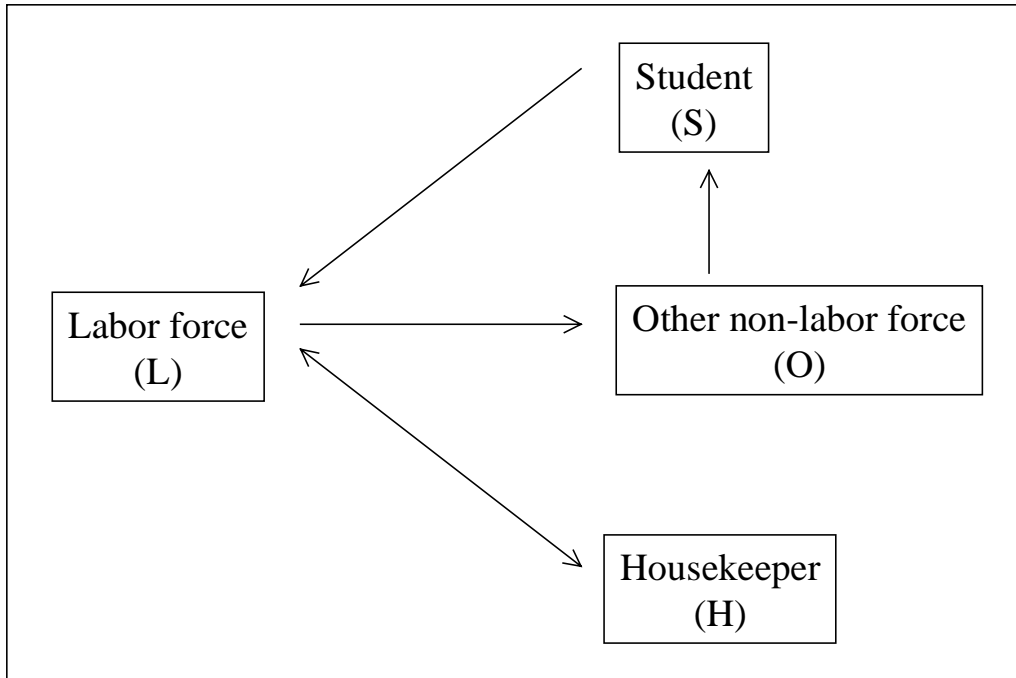 Student
(S)
Labor force
(L)
Other non-labor force
(O)
Housekeeper
(H)